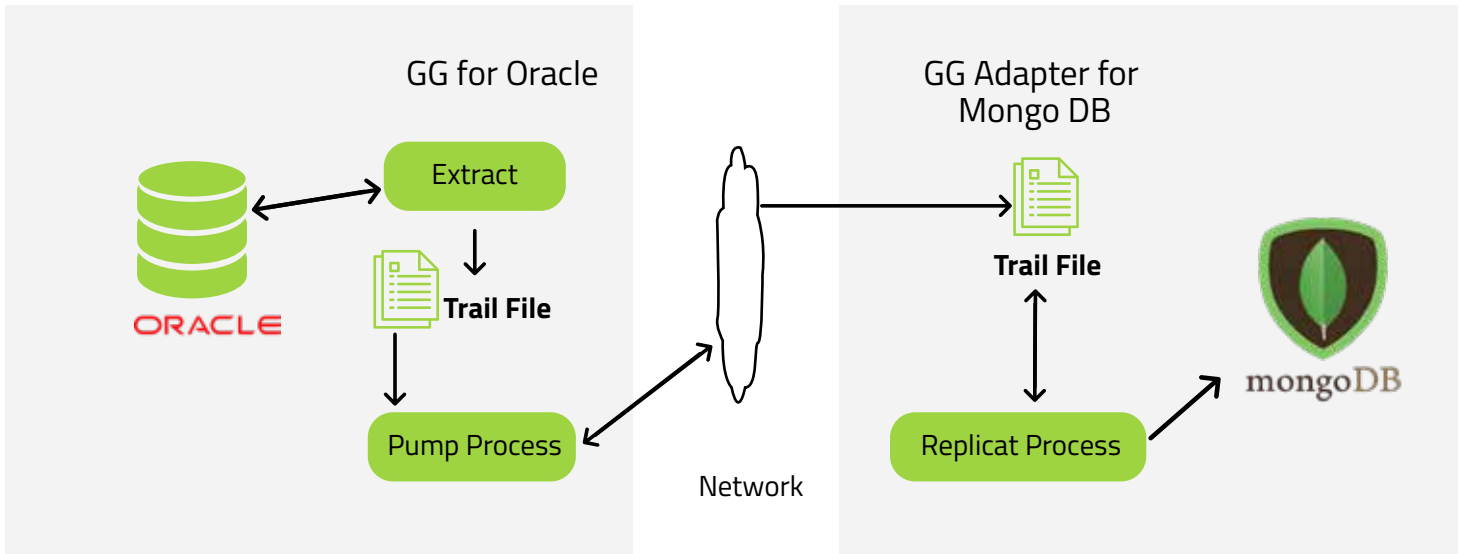 GG for Oracle
Extract
ORACLE
Trail File
Pump Process
Network
GG Adapter for
Mongo DB
Trail File
Replicat Process
mongoDB